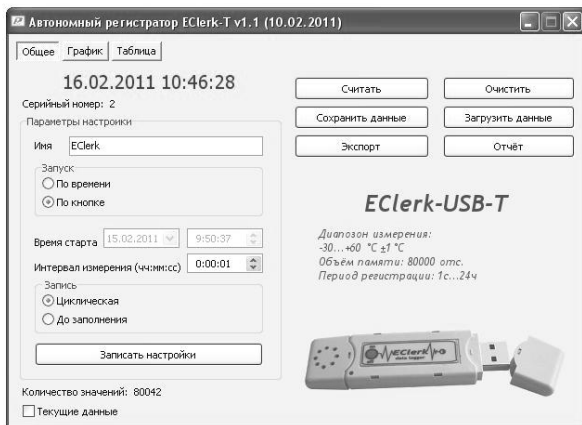 Автономный регистратор EClerk-T v1.1 (10.02.2011)
Общее График Таблица
16.02.2011 10:46:28
Серийный номер: 2
Параметры настройки
Имя EClerk
Запуск
По времени
По кнопке
Время старта 15.02.2011 9:50:37
Интервал измерения (чч:мм:сс) 0:00:01
Запись
Циклическая
До заполнения
Записать настройки
Количество значений: 80042
Текущие данные
Считать Очистить
Сохранить данные Загрузить данные
Экспорт Отчёт
EClerk-USB-T
Диапозон измерения:
-30...+60 °C ±1 °C
Объём памяти: 80000 отс.
Период регистрации: 1с...24ч
EClerk
data logger